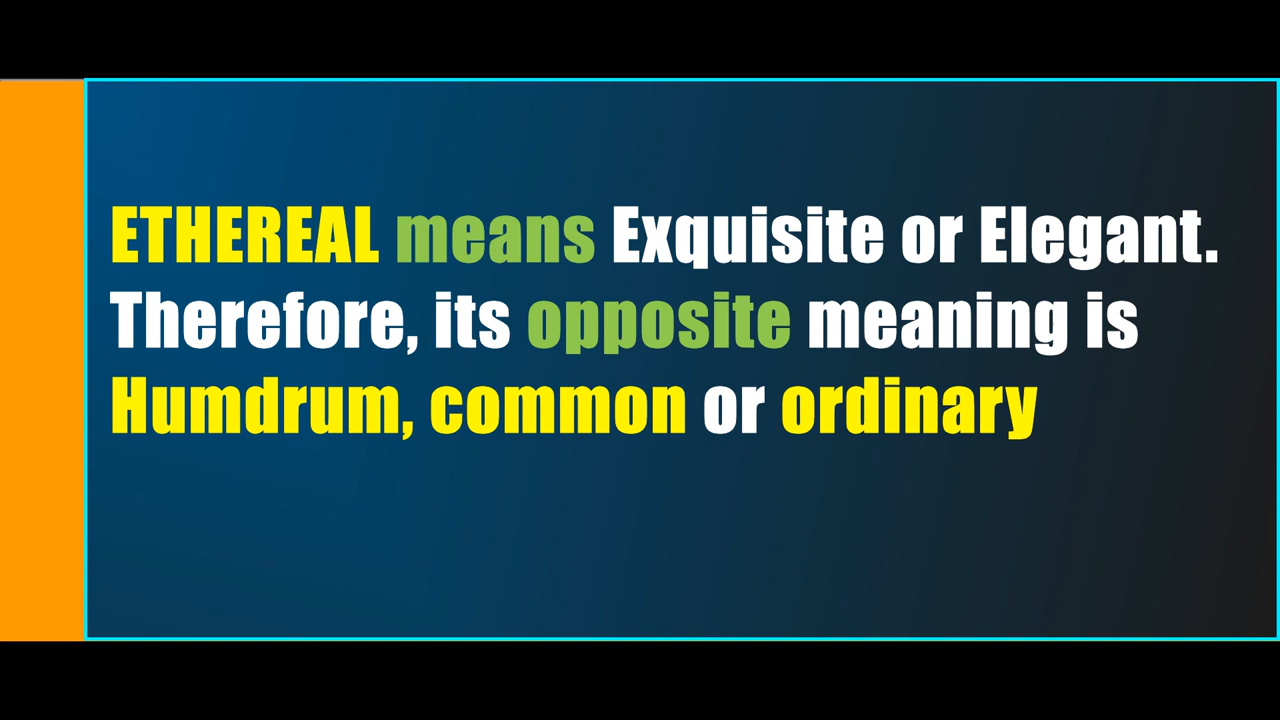 ETHEREAL means Exquisite or Elegant.
Therefore, its opposite meaning is
Humdrum, common or ordinary